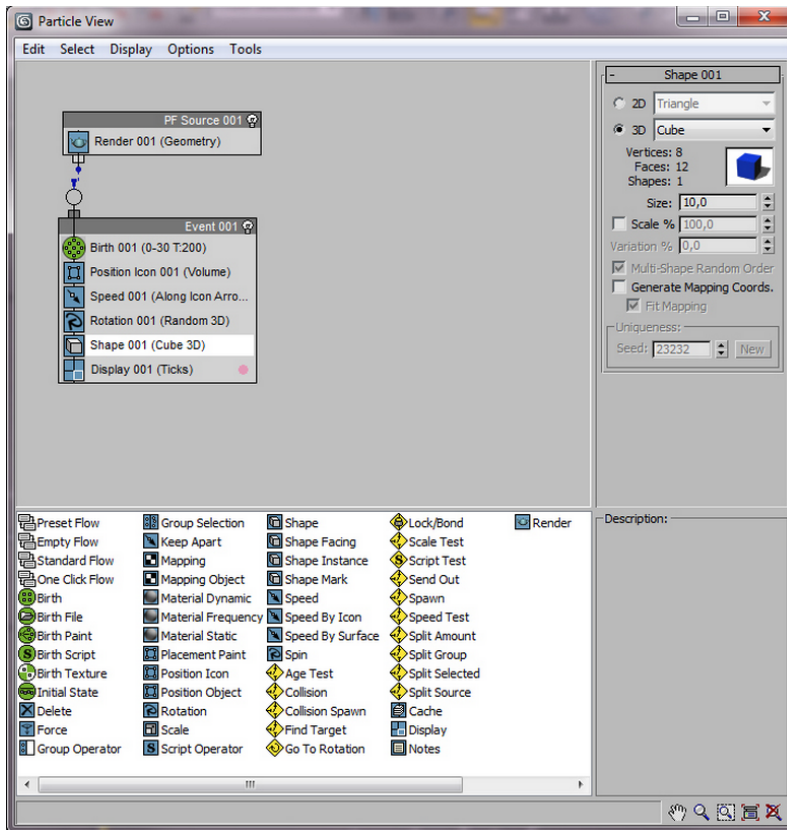 Particle View
Edit Select Display Options Tools
PF Source 001
Render 001 (Geometry)
Event 001
Birth 001 (0-30 T:200)
Position Icon 001 (Volume)
Speed 001 (Along Icon Arro...
Rotation 001 (Random 3D)
Shape 001 (Cube 3D)
Display 001 (Ticks)
- Shape 001
2D Triangle
3D Cube
Vertices: 8
Faces: 12
Shapes: 1
Size: 10,0
Scale % 100,0
Variation % 0,0
Multi-Shape Random Order
Generate Mapping Coords.
Fit Mapping
Uniqueness:
Seed: 23232 New
Preset Flow Group Selection Shape Lock/Bond Render
Empty Flow Keep Apart Shape Facing Scale Test
Standard Flow Mapping Shape Instance Script Test
One Click Flow Mapping Object Shape Mark Send Out
Birth Material Dynamic Speed Spawn
Birth File Material Frequency Speed By Icon Speed Test
Birth Paint Material Static Speed By Surface Split Amount
Birth Script Placement Paint Spin Split Group
Birth Texture Position Icon Age Test Split Selected
Initial State Position Object Collision Split Source
Delete Rotation Collision Spawn Cache
Force Scale Find Target Display
Group Operator Script Operator Go To Rotation Notes
Description: